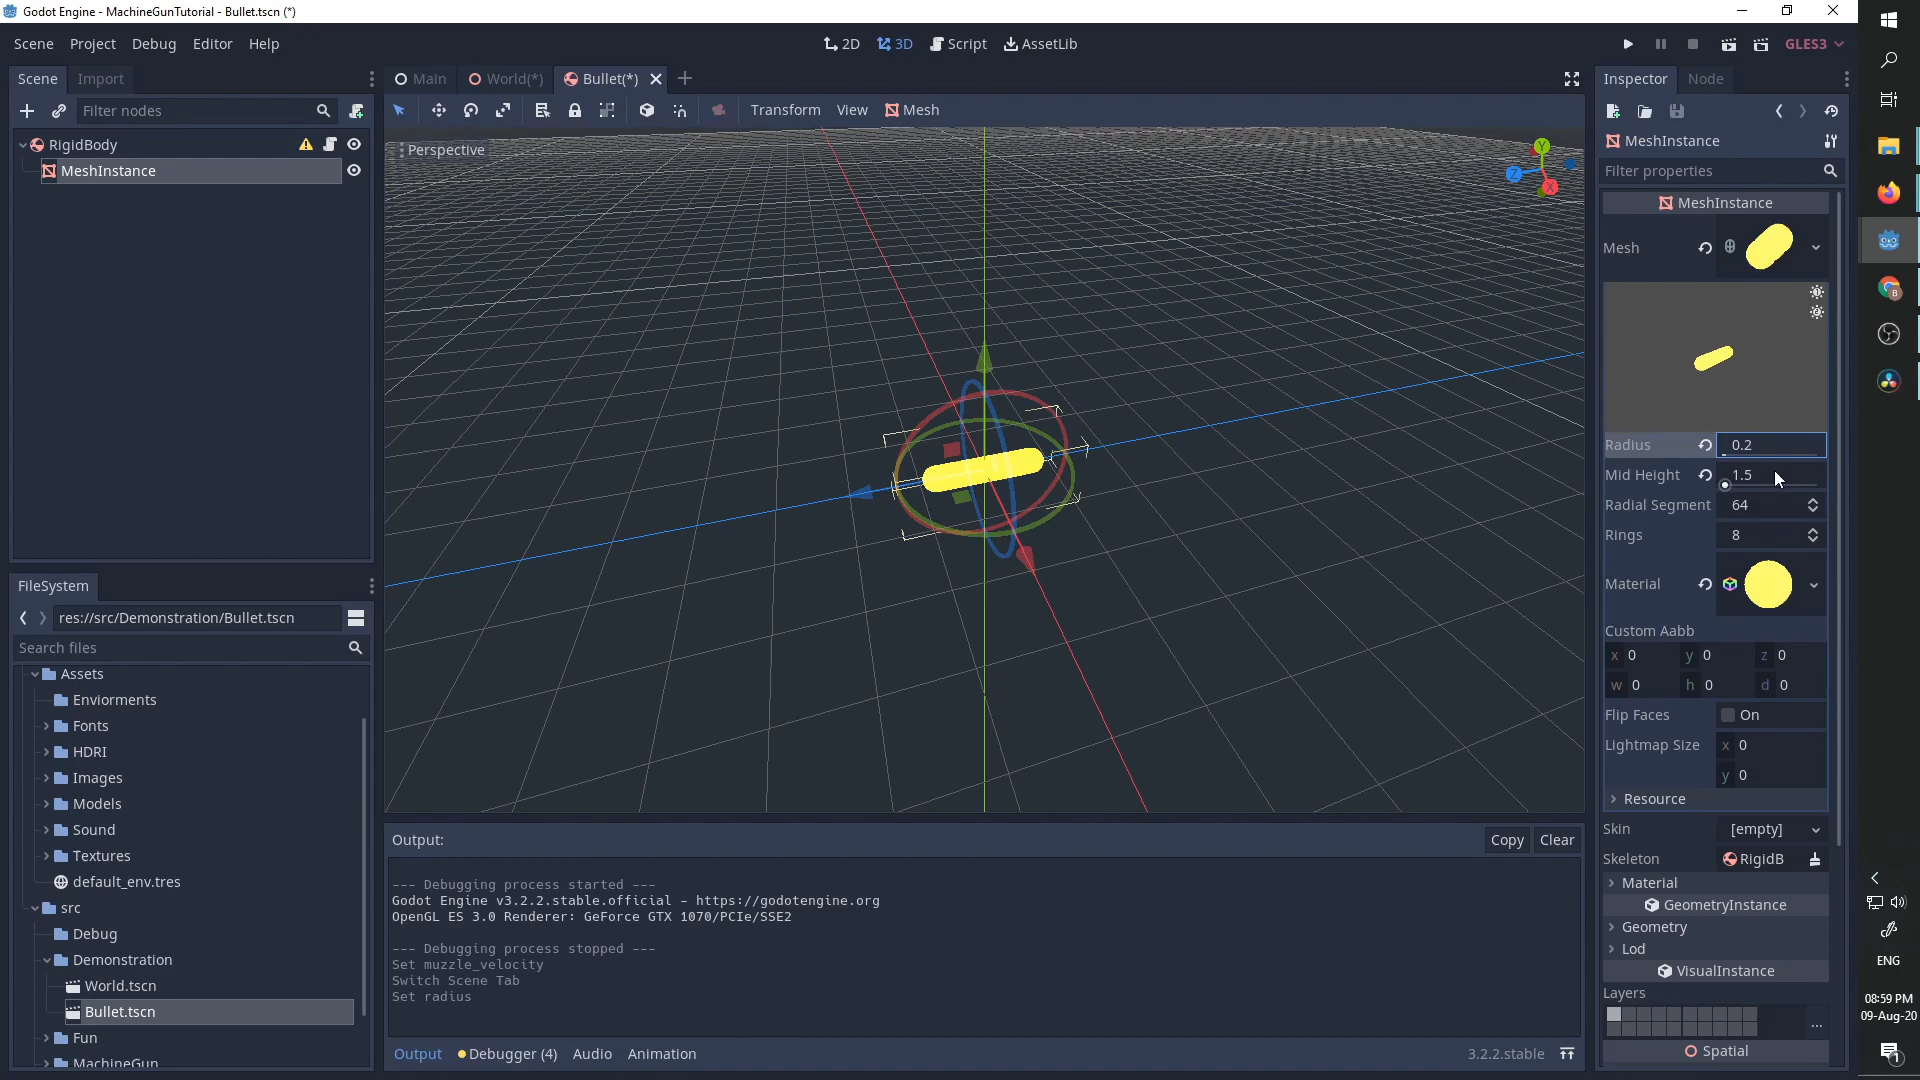 Godot Engine - MachineGunTutorial - Bullet.tscn (*)
Scene Project Debug Editor Help
2D 3D Script AssetLib
GLES3
Scene Import
Main World(*) Bullet(*)
Inspector Node
Filter nodes
Transform View Mesh
RigidBody
MeshInstance
Perspective
Y
Z
X
MeshInstance
Filter properties
MeshInstance
Mesh
Radius 0.2
Mid Height 1.5
Radial Segment 64
Rings 8
Material
Custom Aabb
x 0 y 0 z 0
w 0 h 0 d 0
Flip Faces On
Lightmap Size x 0
y 0
Resource
Skin [empty]
Skeleton RigidB
Material
GeometryInstance
Geometry
Lod
VisualInstance
Layers
...
Spatial
FileSystem
res://src/Demonstration/Bullet.tscn
Search files
Assets
Enviorments
Fonts
HDRI
Images
Models
Sound
Textures
default_env.tres
src
Debug
Demonstration
World.tscn
Bullet.tscn
Fun
MachineGun
Output:
Copy Clear
--- Debugging process started ---
Godot Engine v3.2.2.stable.official - https://godotengine.org
OpenGL ES 3.0 Renderer: GeForce GTX 1070/PCIe/SSE2
--- Debugging process stopped ---
Set muzzle_velocity
Switch Scene Tab
Set radius
Output Debugger (4) Audio Animation
3.2.2.stable
B
ENG
08:59 PM
09-Aug-20
1